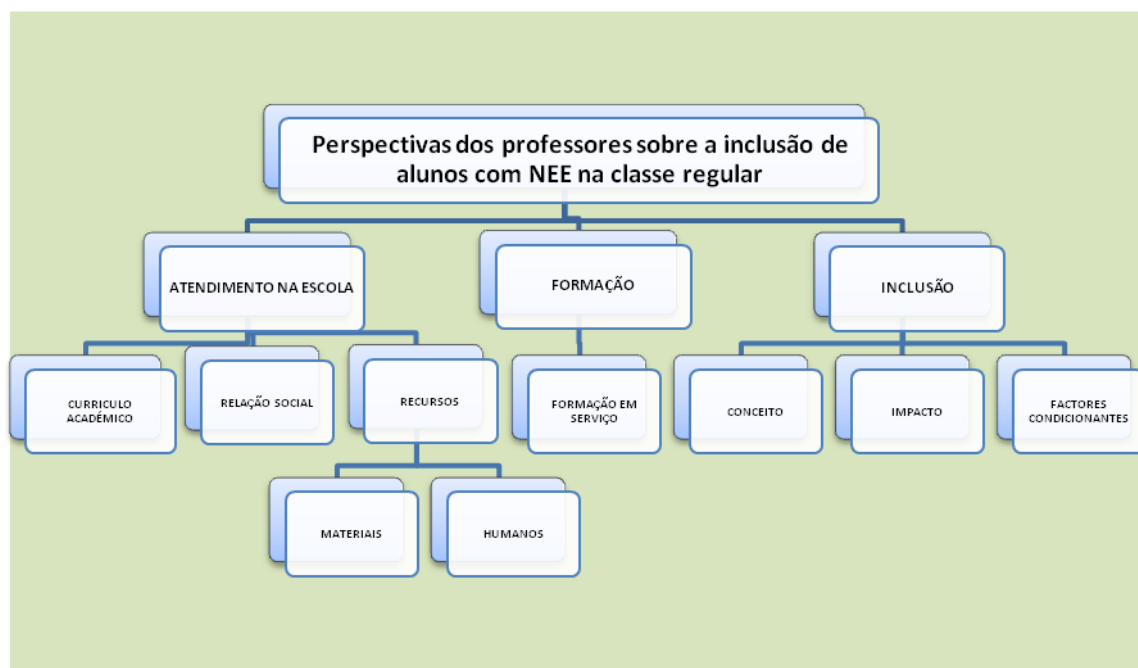 Perspectivas dos professores sobre a inclusão de
alunos com NEE na classe regular
ATENDIMENTO NA ESCOLA
FORMAÇÃO
INCLUSÃO
CURRICULO
ACADÉMICO
RELAÇÃO SOCIAL
RECURSOS
FORMAÇÃO EM
SERVIÇO
CONCEITO
IMPACTO
FACTORES
CONDICIONANTES
MATERIAIS
HUMANOS